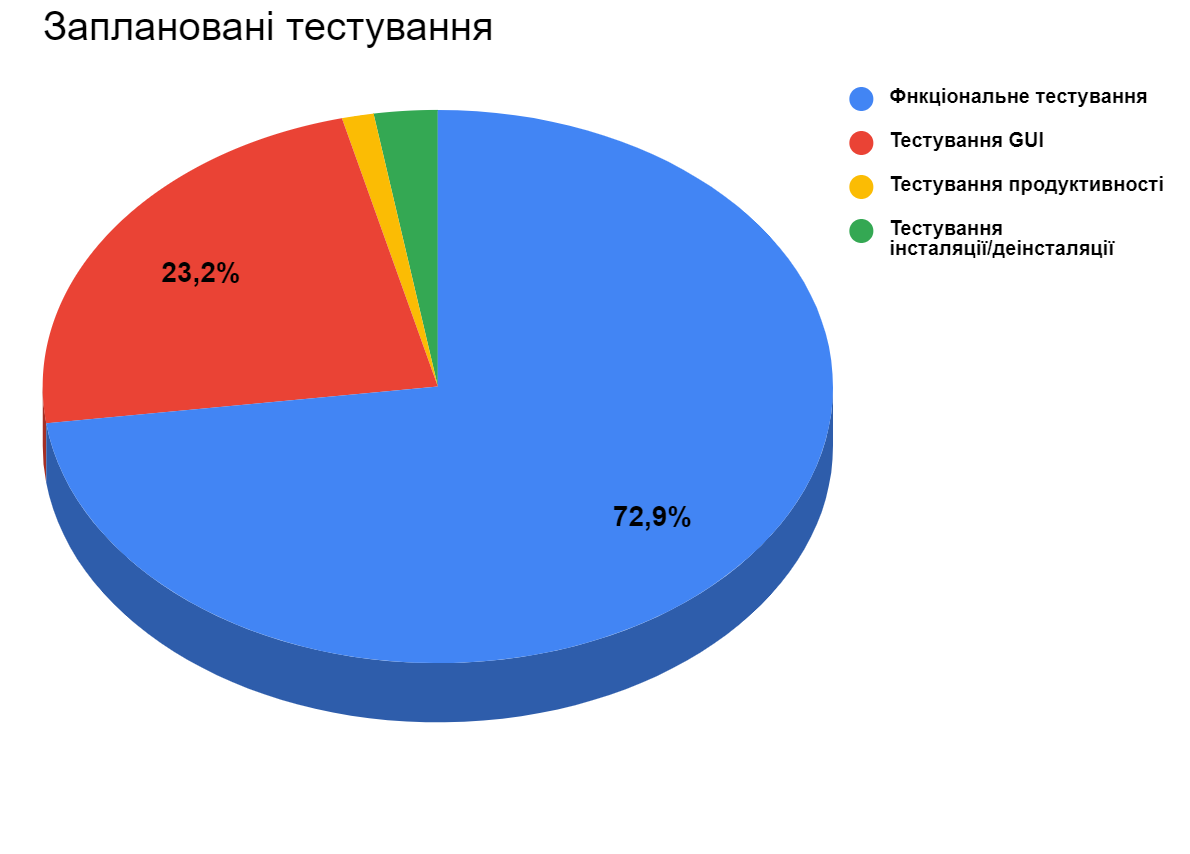 Заплановані тестування
Фнкціональне тестування
Тестування GUI
Тестування продуктивності
Тестування
інсталяції/деінсталяції
23,2%
72,9%